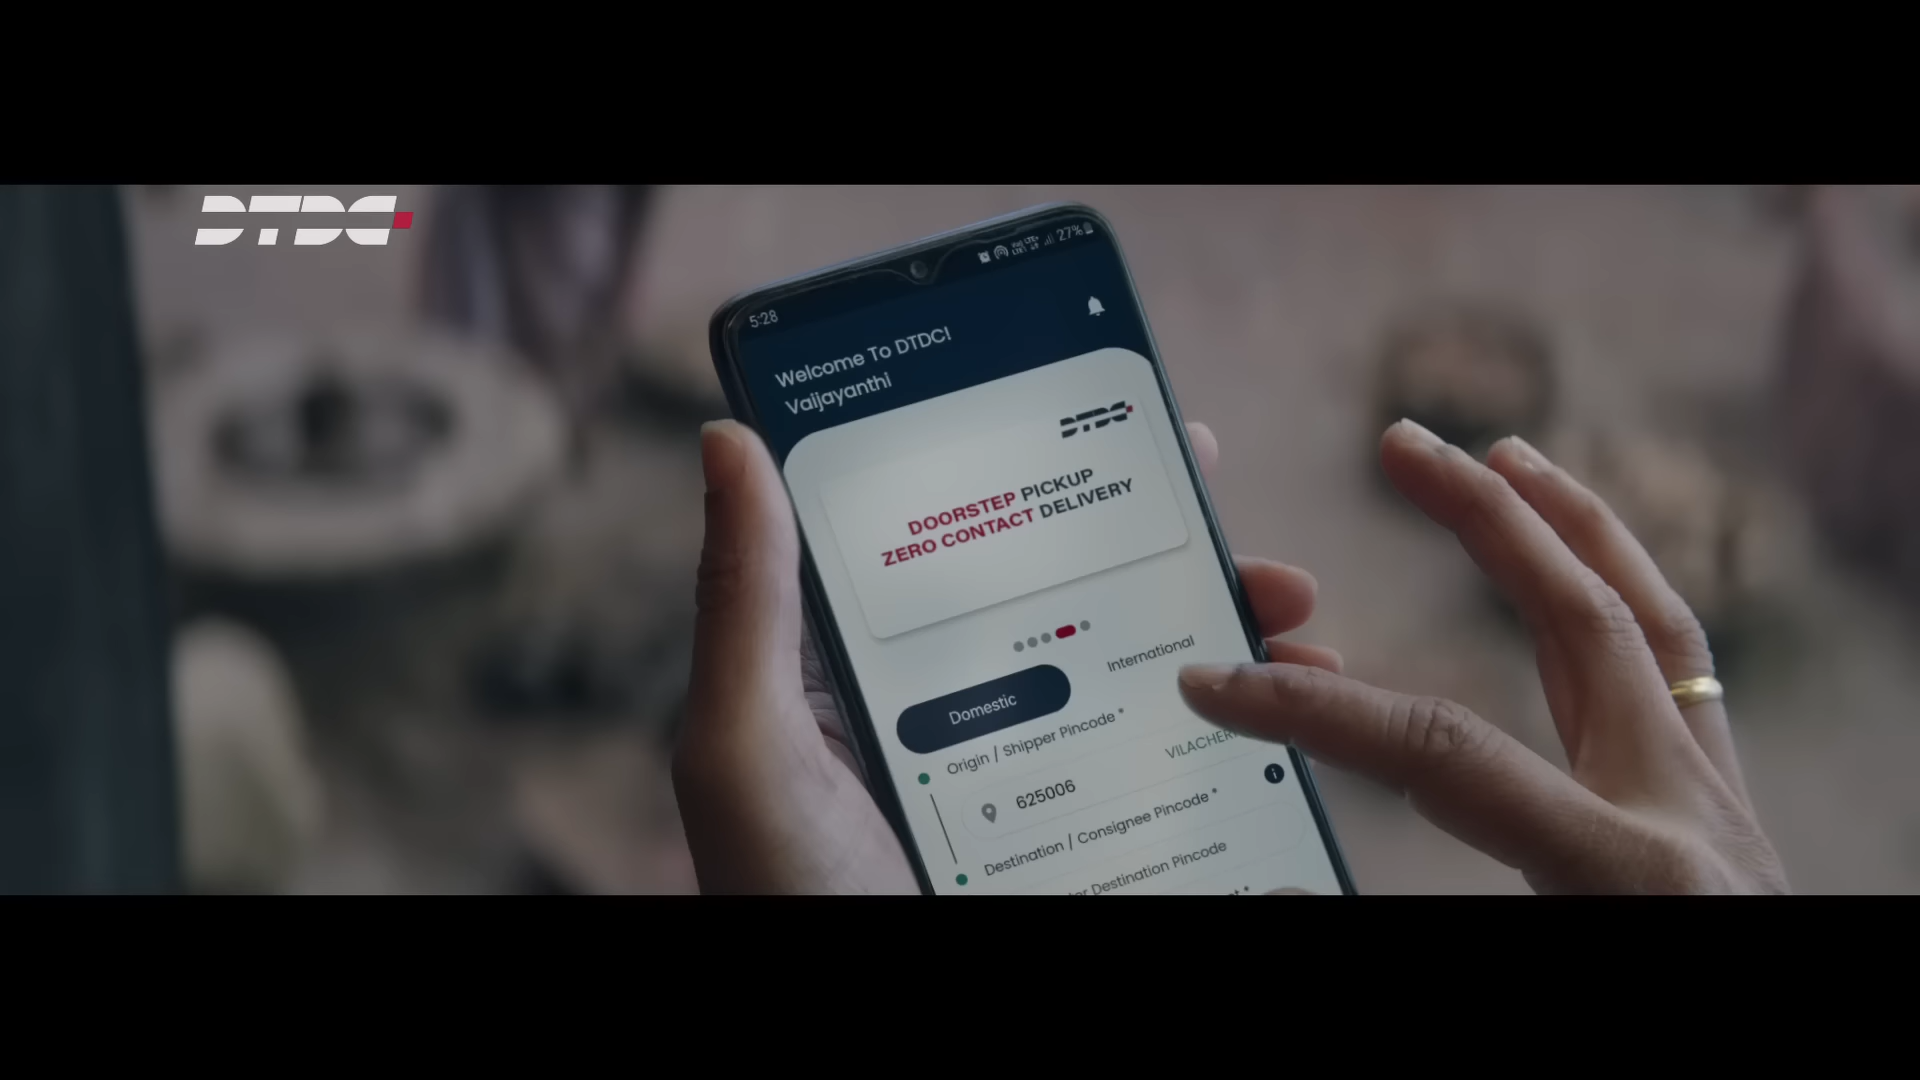 DTDC
5:28
27%
Welcome To DTDC!
Vaijayanthi
DTDC
DOORSTEP PICKUP
ZERO CONTACT DELIVERY
Domestic
International
Origin / Shipper Pincode *
625006
Destination / Consignee Pincode *
Destination Pincode